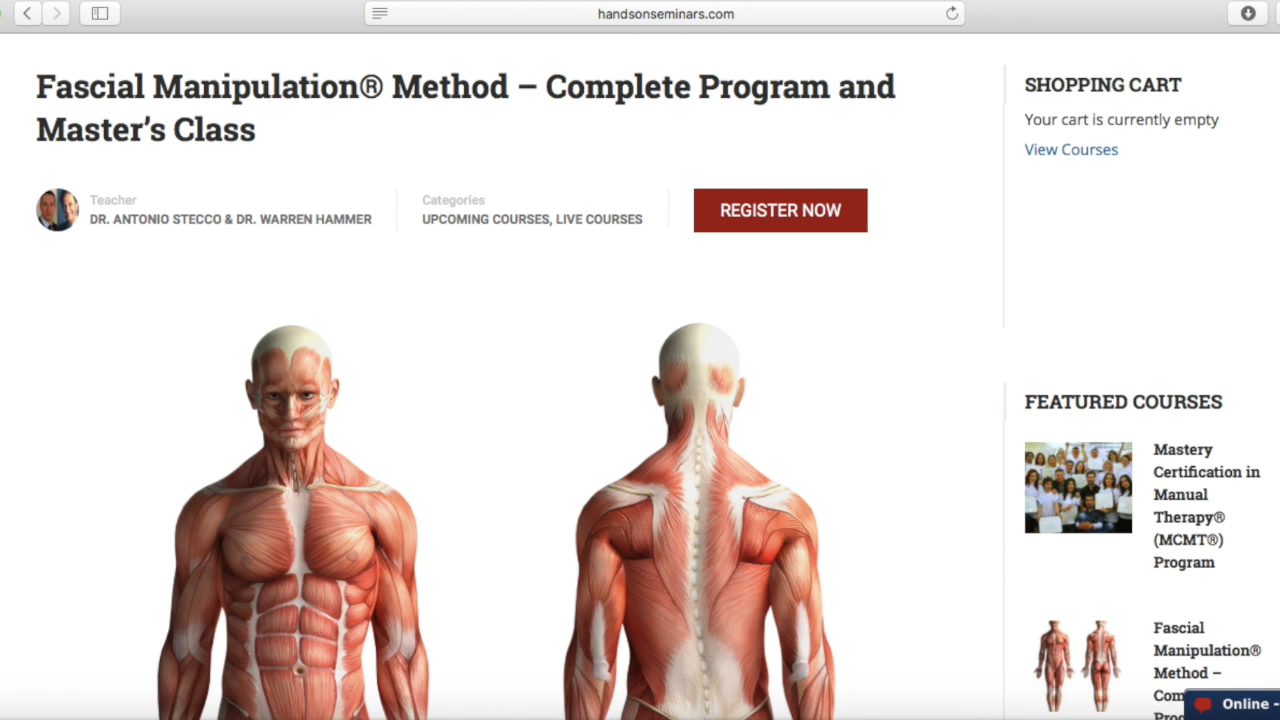 handsonseminars.com
Fascial Manipulation® Method – Complete Program and
Master's Class
Teacher
DR. ANTONIO STECCO & DR. WARREN HAMMER
Categories
UPCOMING COURSES, LIVE COURSES
REGISTER NOW
SHOPPING CART
Your cart is currently empty
View Courses
FEATURED COURSES
Mastery
Certification in
Manual
Therapy®
(MCMT®)
Program
Fascial
Manipulation®
Method –
Online -